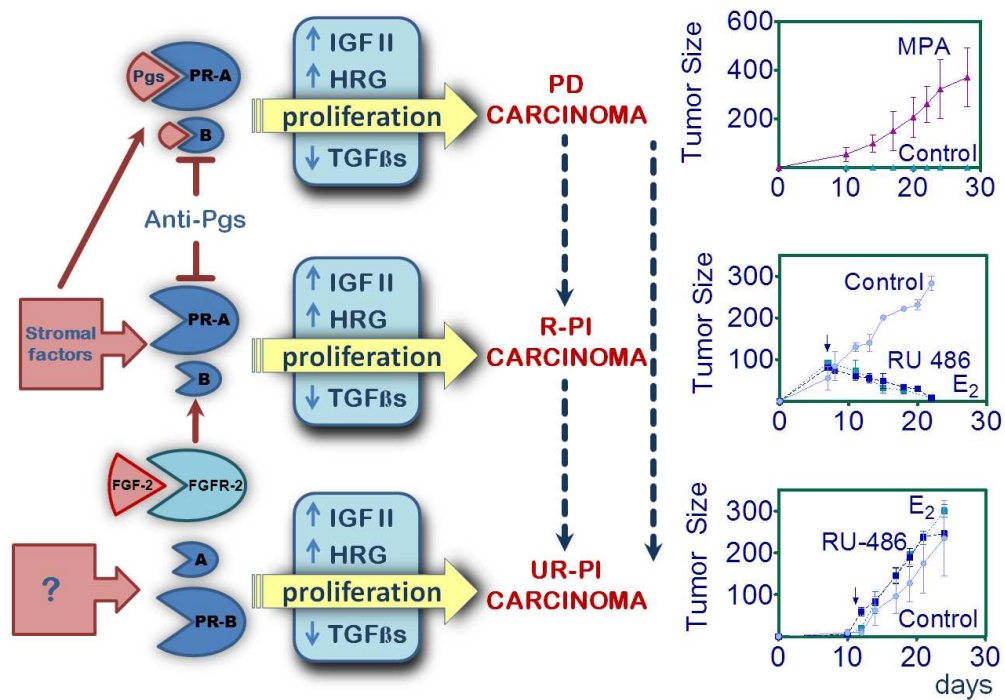 Pgs
PR-A
B
Anti-Pgs
Stromal
factors
PR-A
B
FGF-2
FGFR-2
?
A
PR-B
↑ IGF II
↑ HRG
proliferation
↓ TGFßs
↑ IGF II
↑ HRG
proliferation
↓ TGFßs
↑ IGF II
↑ HRG
proliferation
↓ TGFßs
PD
CARCINOMA
R-PI
CARCINOMA
UR-PI
CARCINOMA
Tumor Size
600
400
200
MPA
Control
0 10 20 30
Tumor Size
300
200
100
Control
RU 486
E2
0 10 20 30
Tumor Size
300
200
100
E2
RU-486
Control
0 10 20 30
days